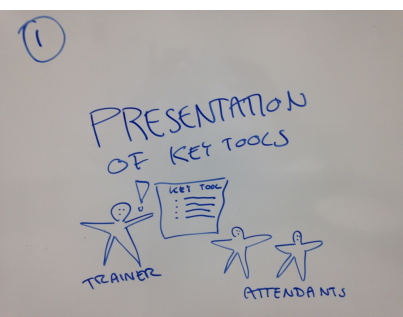 1
PRESENTATION
OF KEY TOOLS
!
KEY TOOL
TRAINER
ATTENDANTS